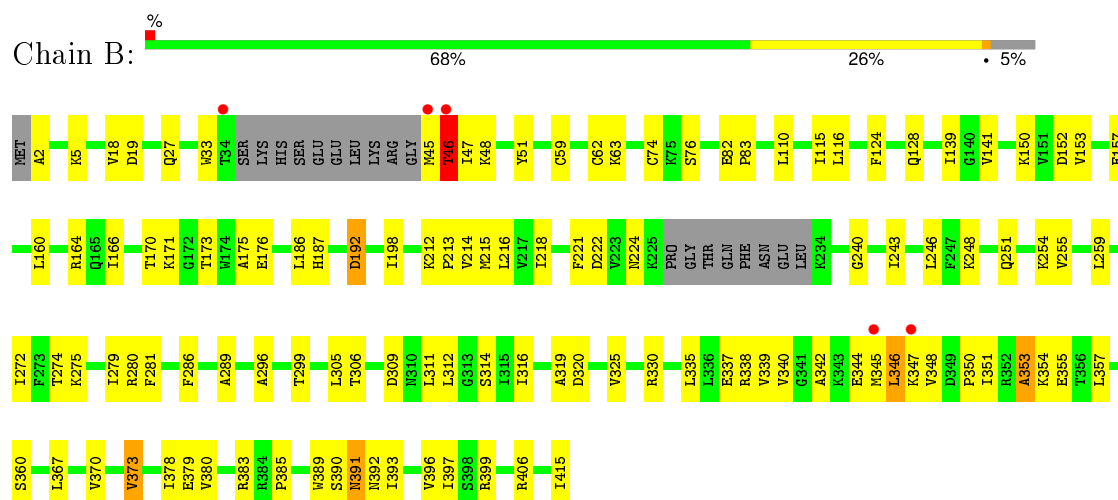 %
Chain B:
68% 26% • 5%
MET A2 K5 V18 D19 Q27 W33 T34 SER LYS HIS SER GLU GLU LEU LYS ARG GLY M45 T46 I47 K48 Y51 C59 C62 K63 C74 K75 S76 E82 P83 L110 I115 L116 F124 Q128 I139 G140 V141 K150 V151 D152 V153 E157
L160 R164 Q165 I166 T170 K171 G172 T173 W174 A175 E176 L186 H187 D192 I198 K212 P213 V214 M215 L216 V217 I218 F221 D222 V223 N224 K225 PRO GLY THR GLN PHE ASN GLU LEU K234 G240 I243 L246 F247 K248 Q251 K254 V255 L259
I272 F273 T274 K275 I279 R280 F281 F286 A289 A296 T299 L305 T306 D309 N310 L311 L312 G313 S314 I315 I316 A319 D320 V325 R330 L335 L336 E337 R338 V339 V340 G341 A342 K343 E344 M345 L346 K347 V348 D349 P350 I351 R352 A353 K354 E355 T356 L357
S360 L367 V370 V373 I378 E379 V380 R383 R384 P385 W389 S390 N391 N392 I393 V396 I397 S398 R399 R406 I415